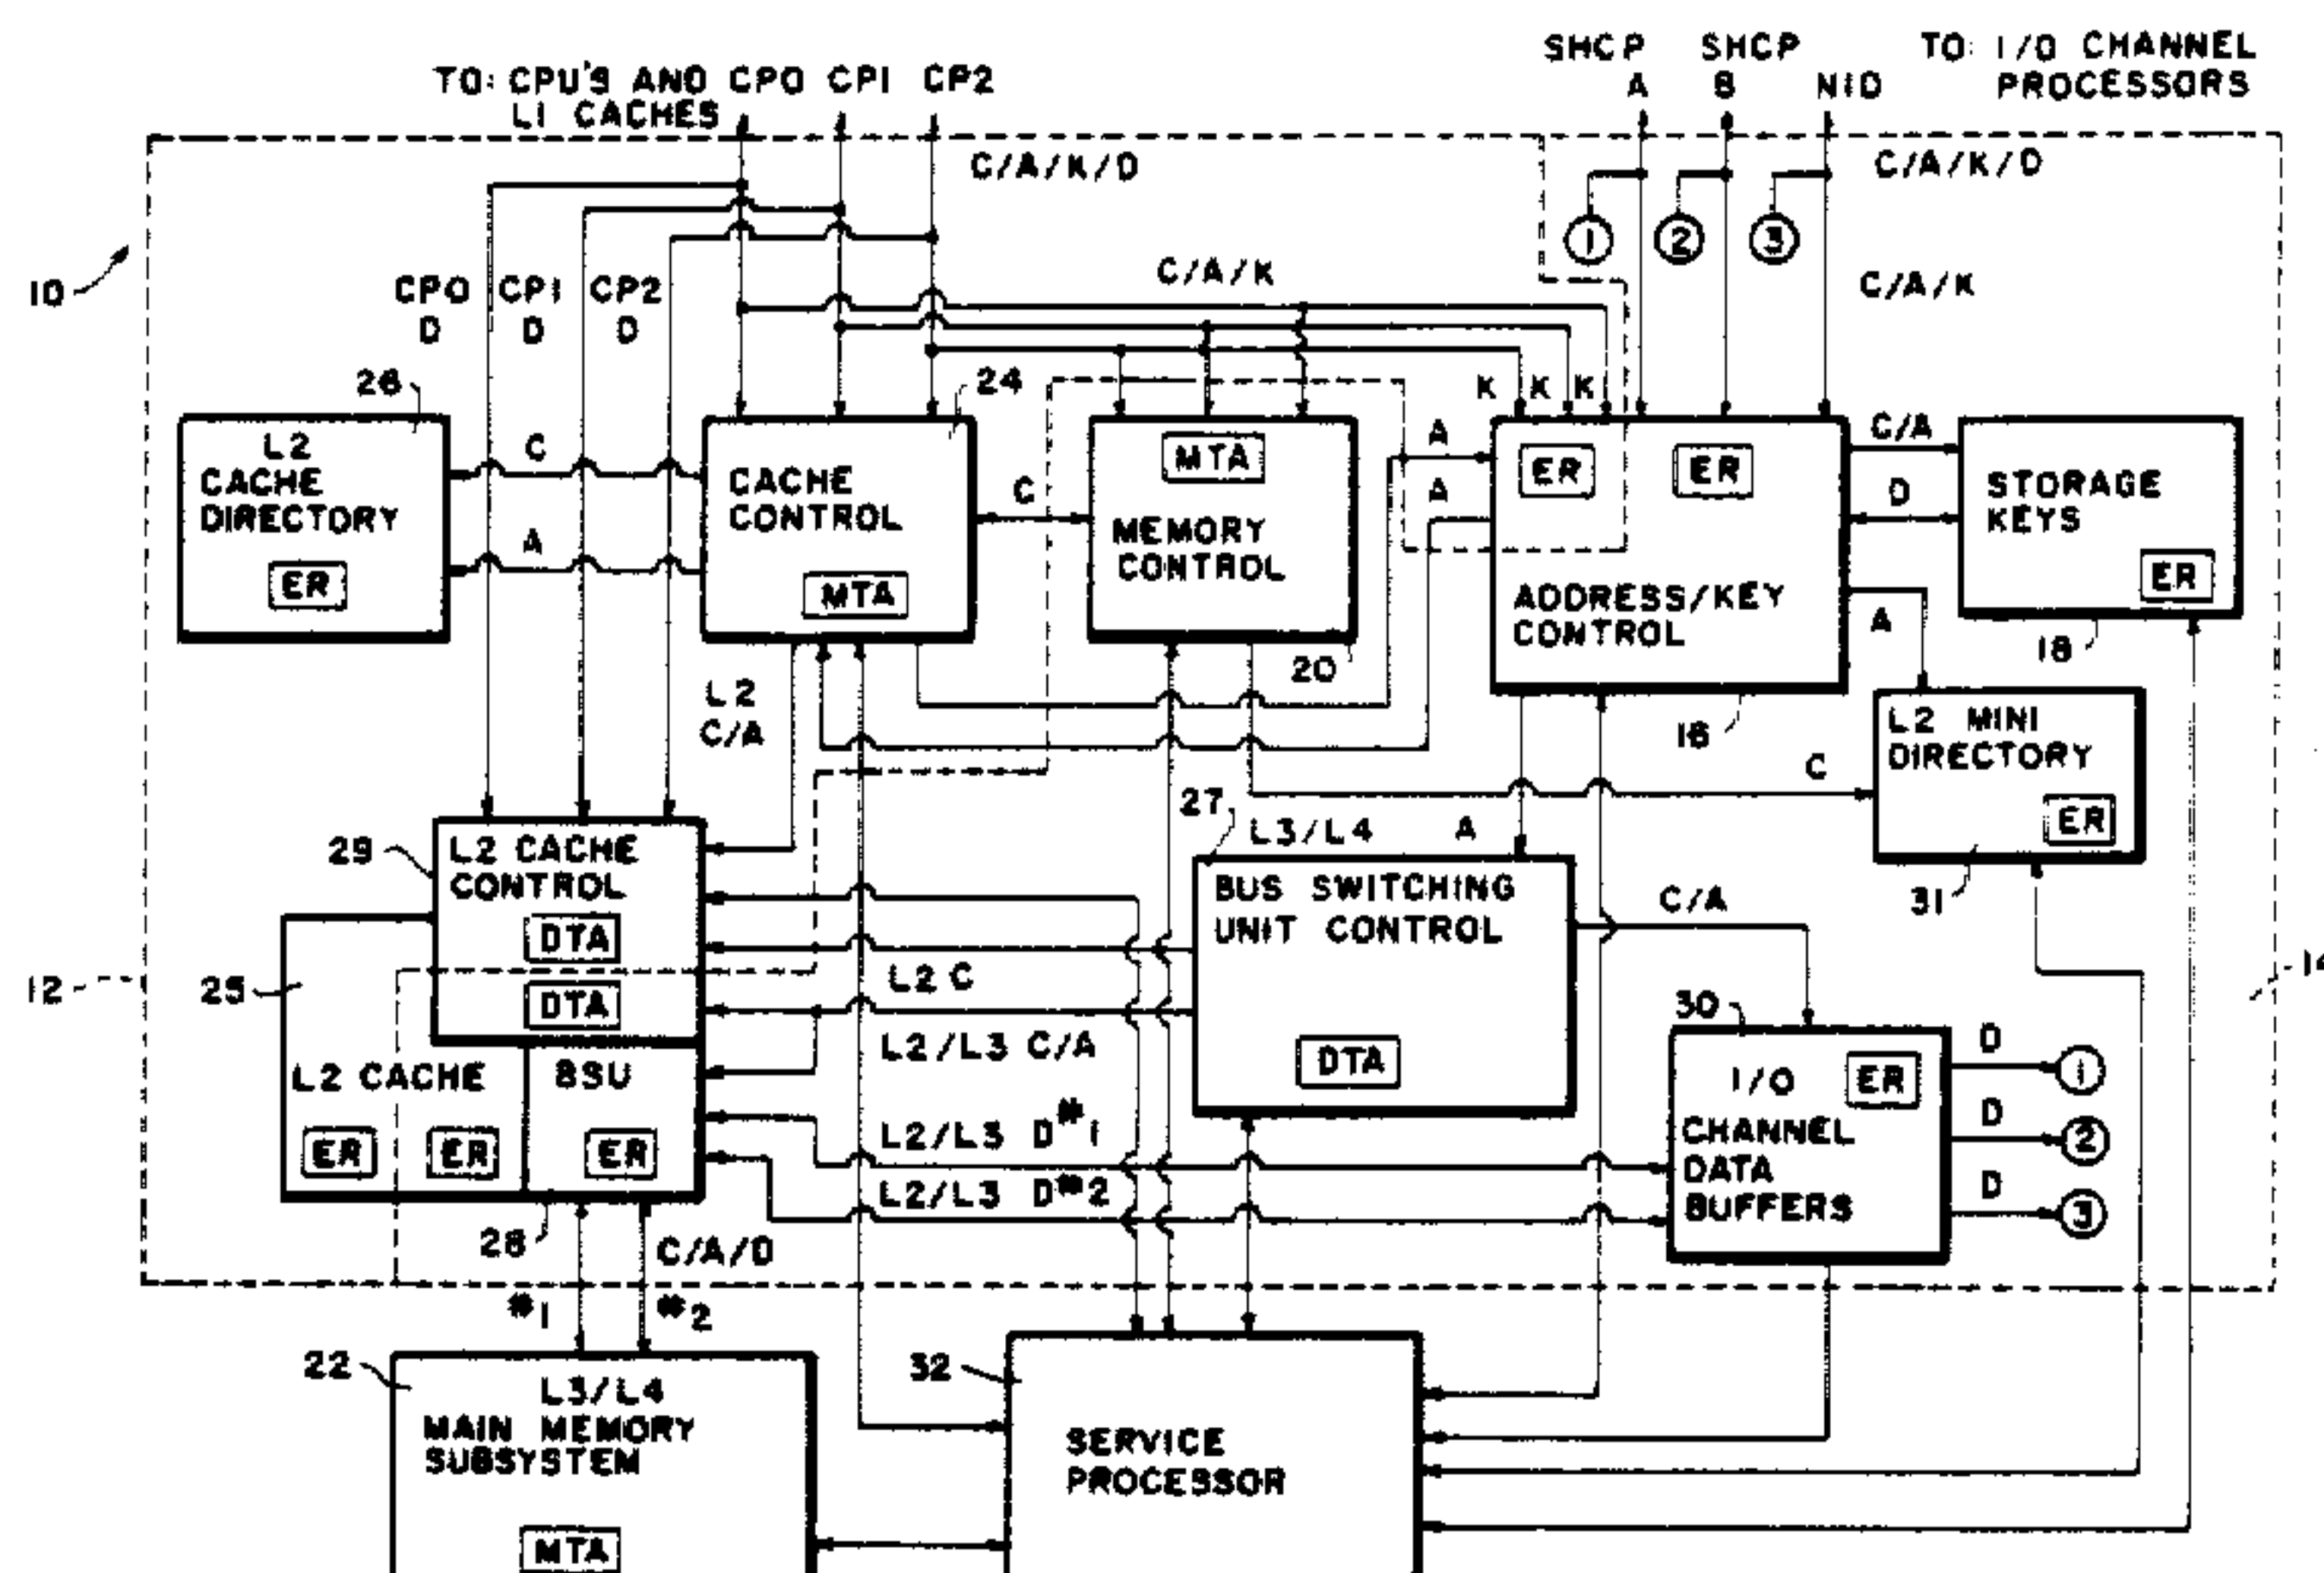 TO: CPU'S AND CP0 CP1 CP2
L1 CACHES
SHCP A
SHCP B
NIO
TO: I/O CHANNEL
PROCESSORS
C/A/K/D
C/A/K/D
1
2
3
10
CP0 D
CP1 D
CP2 D
C/A/K
C/A/K
26
24
K K K
L2
CACHE
DIRECTORY
ER
C
A
CACHE
CONTROL
MTA
C
MTA
MEMORY
CONTROL
20
A
A
ER
ER
ADDRESS/KEY
CONTROL
16
C/A
D
A
STORAGE
KEYS
ER
18
L2
C/A
L2 MINI
DIRECTORY
ER
31
C
27
L3/L4
A
29
L2 CACHE
CONTROL
DTA
DTA
BUS SWITCHING
UNIT CONTROL
DTA
C/A
12
25
L2 C
14
30
L2/L3 C/A
L2 CACHE
ER
ER
BSU
ER
28
L2/L3 D#1
L2/L3 D#2
I/O
ER
CHANNEL
DATA
BUFFERS
D
1
D
2
D
3
C/A/D
#1
#2
22
L3/L4
MAIN MEMORY
SUBSYSTEM
MTA
32
SERVICE
PROCESSOR